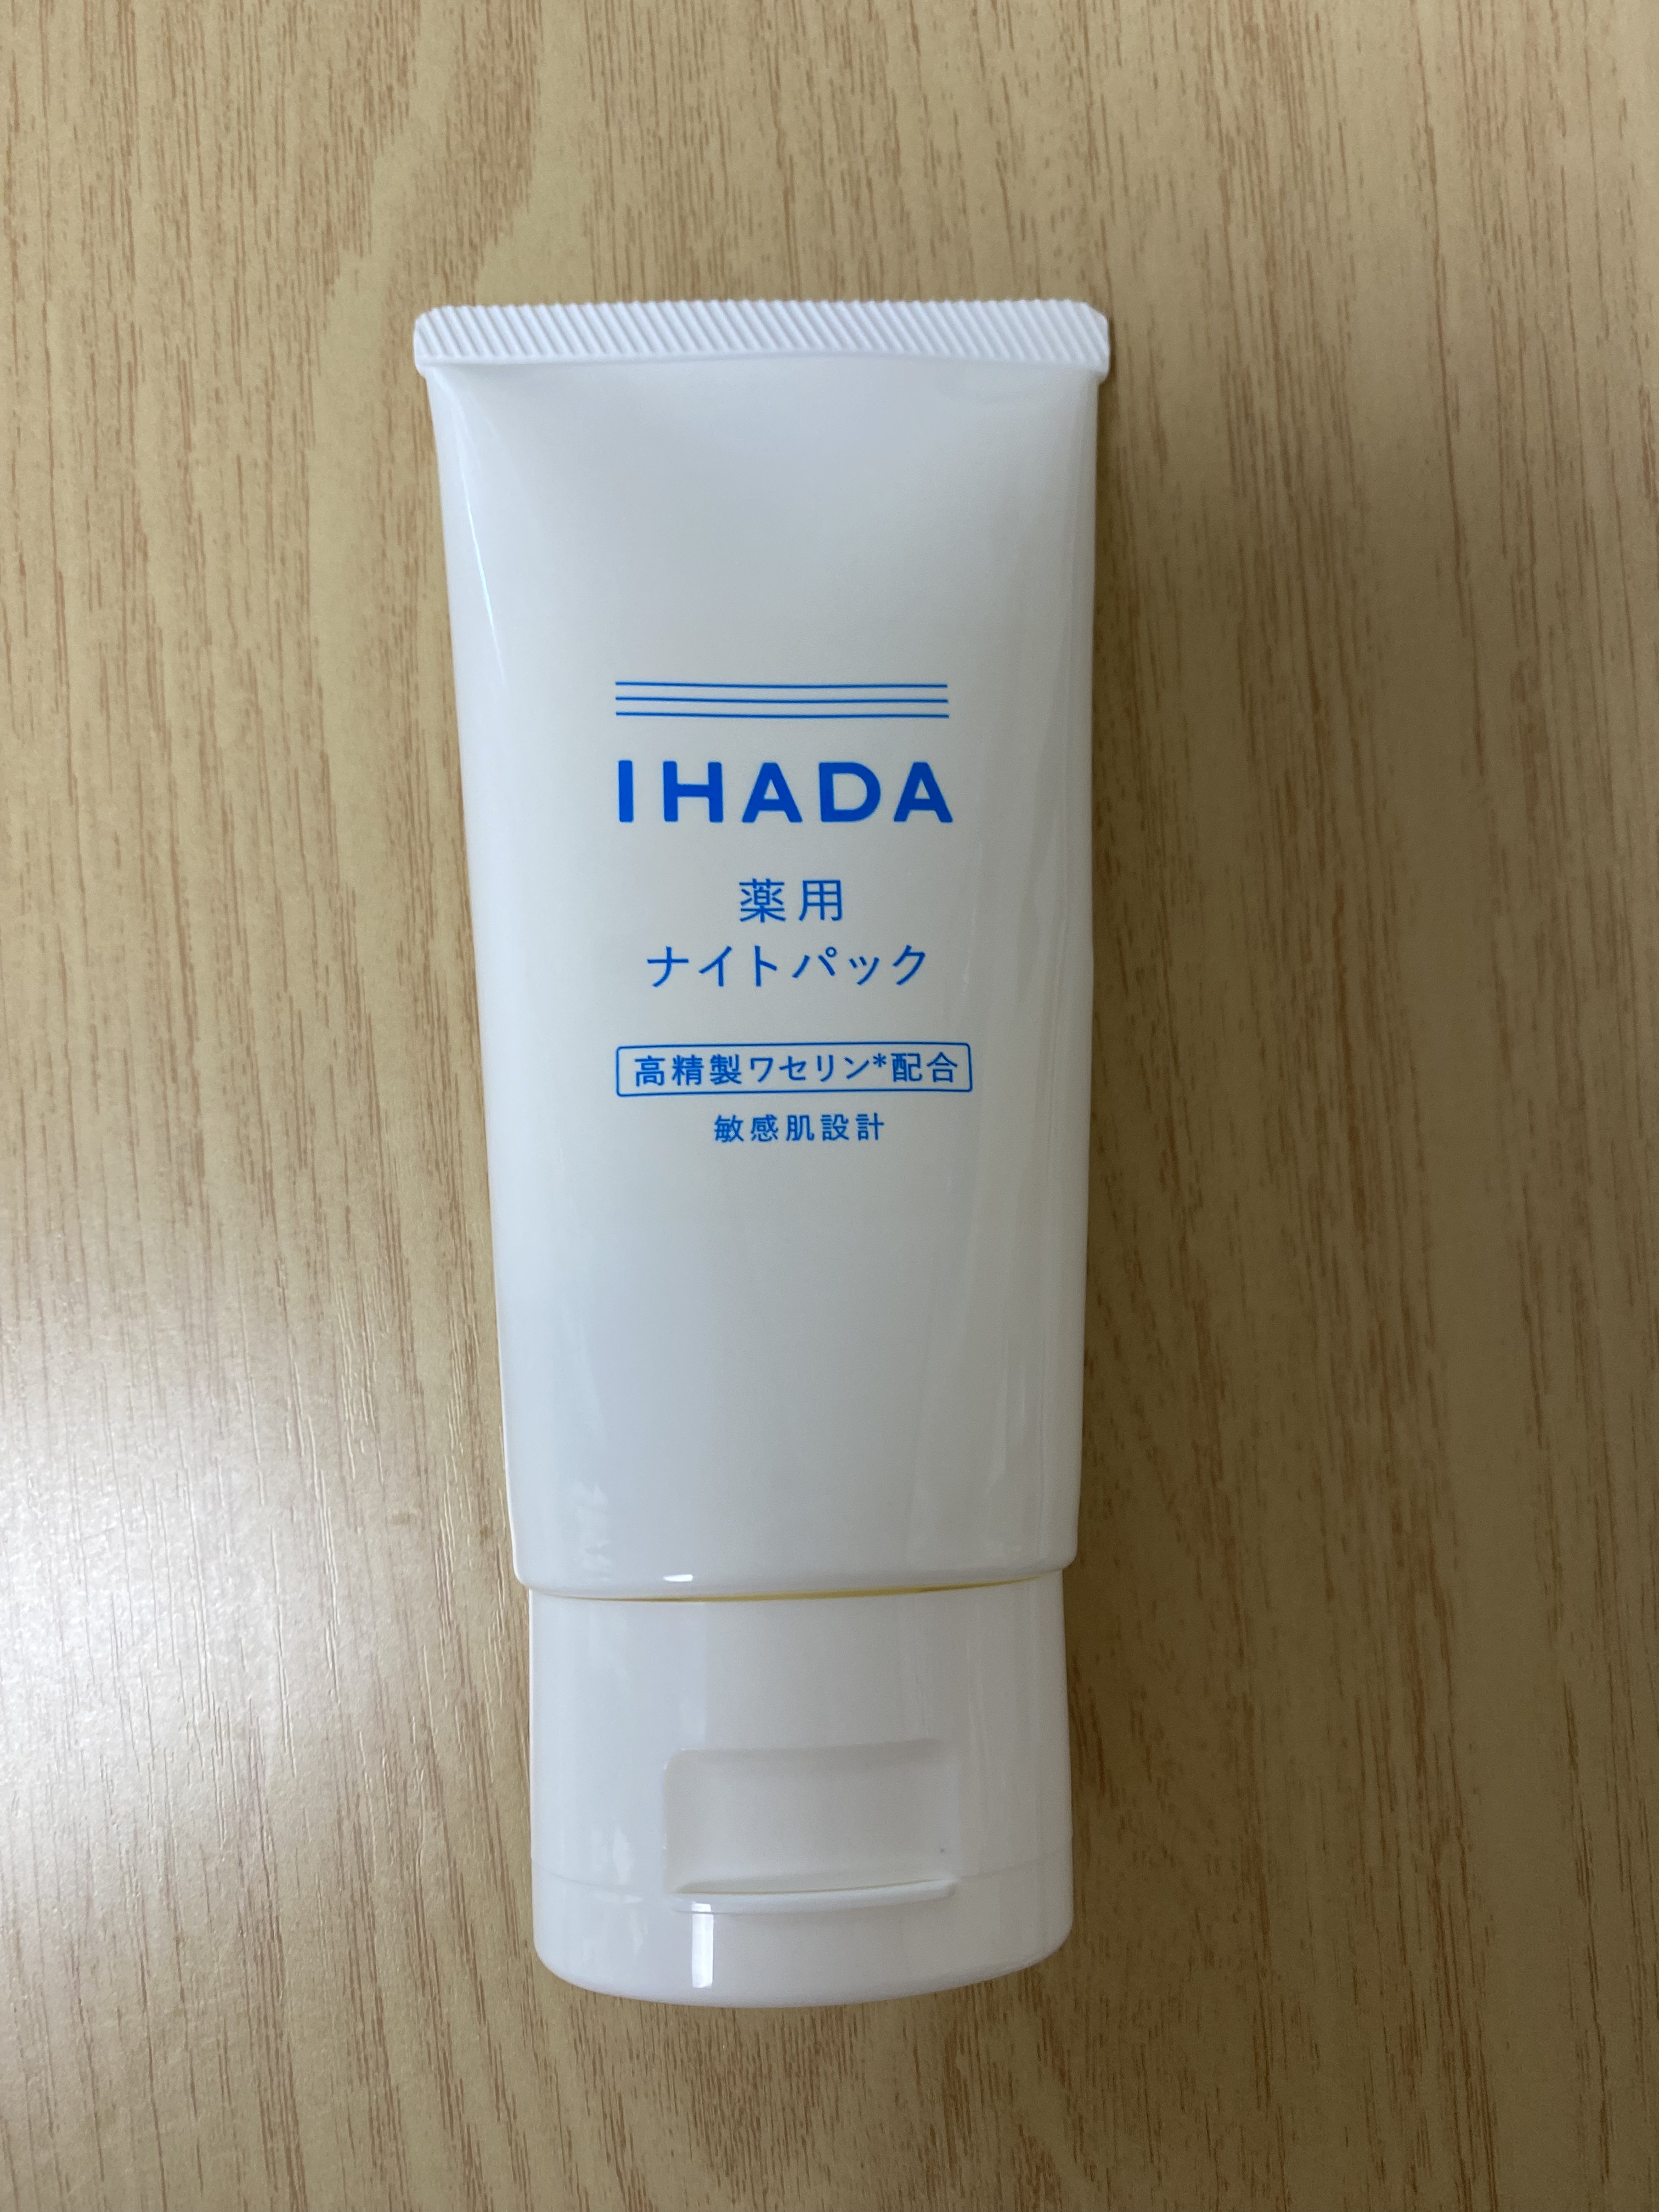 IHADA
薬用
ナイトパック
高精製ワセリン*配合
敏感肌設計